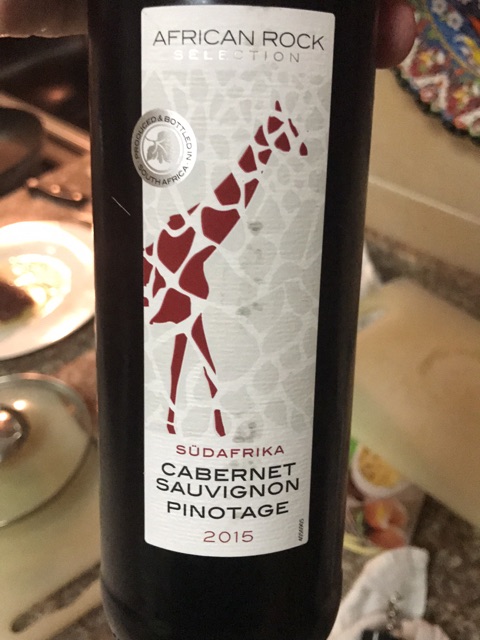 AFRICAN ROCK
SELECTION
PRODUCED & BOTTLED IN
SOUTH AFRICA
SÜDAFRIKA
CABERNET
SAUVIGNON
PINOTAGE
2015